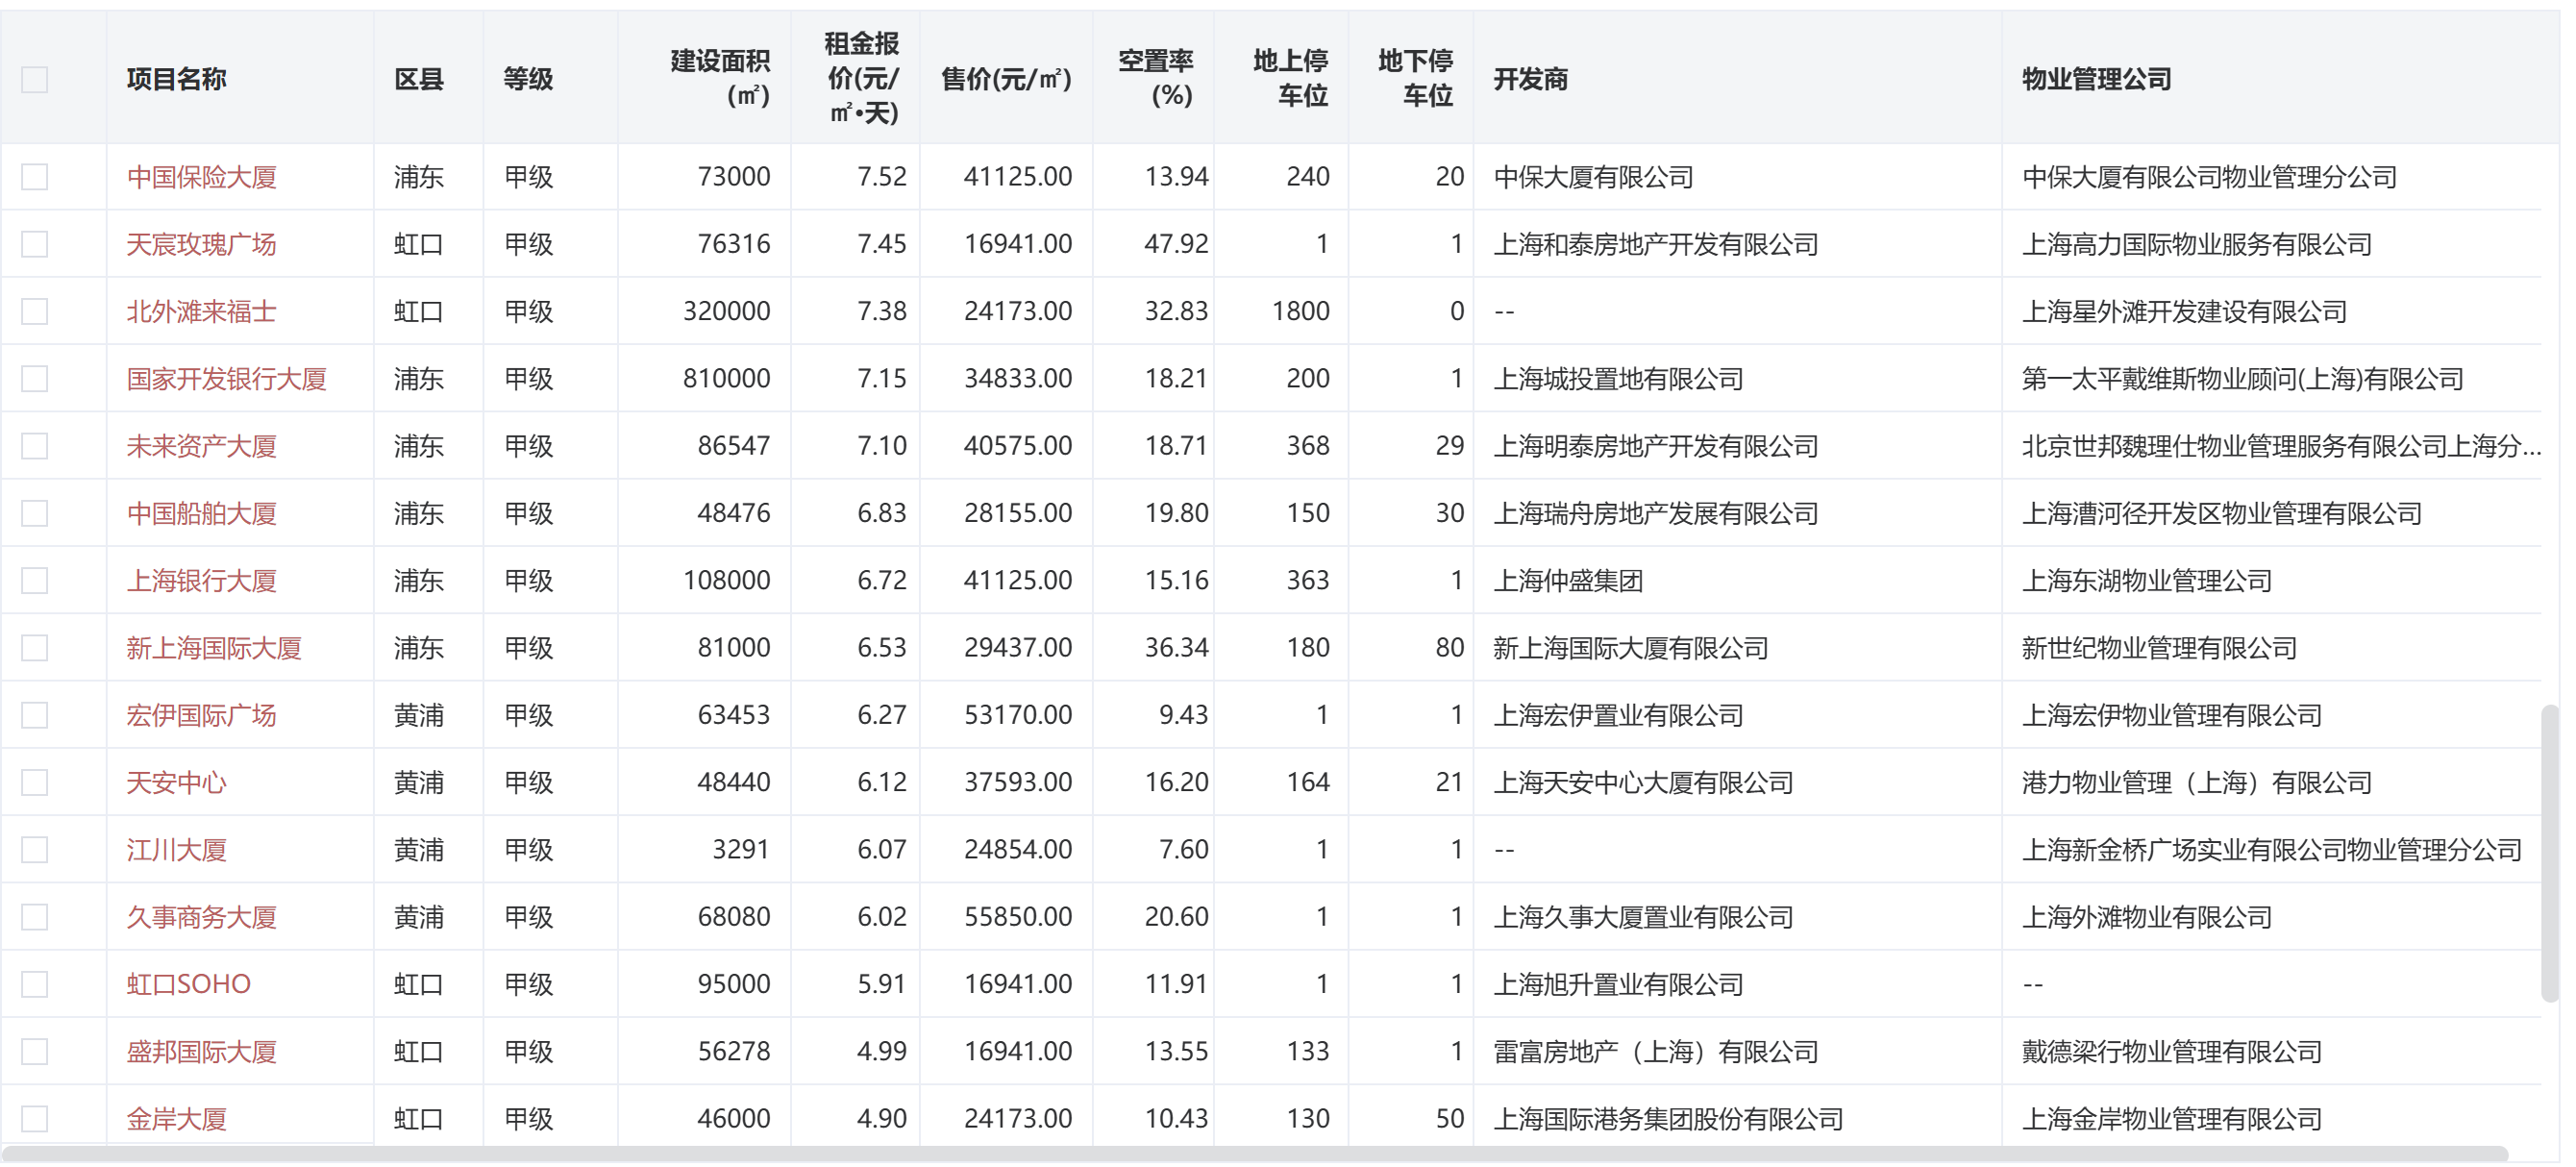 项目名称 区县 等级 建设面积(㎡) 租金报价(元/㎡•天) 售价(元/㎡) 空置率(%) 地上停车位 地下停车位 开发商 物业管理公司
中国保险大厦 浦东 甲级 73000 7.52 41125.00 13.94 240 20 中保大厦有限公司 中保大厦有限公司物业管理分公司
天宸玫瑰广场 虹口 甲级 76316 7.45 16941.00 47.92 1 1 上海和泰房地产开发有限公司 上海高力国际物业服务有限公司
北外滩来福士 虹口 甲级 320000 7.38 24173.00 32.83 1800 0 -- 上海星外滩开发建设有限公司
国家开发银行大厦 浦东 甲级 810000 7.15 34833.00 18.21 200 1 上海城投置地有限公司 第一太平戴维斯物业顾问(上海)有限公司
未来资产大厦 浦东 甲级 86547 7.10 40575.00 18.71 368 29 上海明泰房地产开发有限公司 北京世邦魏理仕物业管理服务有限公司上海分...
中国船舶大厦 浦东 甲级 48476 6.83 28155.00 19.80 150 30 上海瑞舟房地产发展有限公司 上海漕河径开发区物业管理有限公司
上海银行大厦 浦东 甲级 108000 6.72 41125.00 15.16 363 1 上海仲盛集团 上海东湖物业管理公司
新上海国际大厦 浦东 甲级 81000 6.53 29437.00 36.34 180 80 新上海国际大厦有限公司 新世纪物业管理有限公司
宏伊国际广场 黄浦 甲级 63453 6.27 53170.00 9.43 1 1 上海宏伊置业有限公司 上海宏伊物业管理有限公司
天安中心 黄浦 甲级 48440 6.12 37593.00 16.20 164 21 上海天安中心大厦有限公司 港力物业管理（上海）有限公司
江川大厦 黄浦 甲级 3291 6.07 24854.00 7.60 1 1 -- 上海新金桥广场实业有限公司物业管理分公司
久事商务大厦 黄浦 甲级 68080 6.02 55850.00 20.60 1 1 上海久事大厦置业有限公司 上海外滩物业有限公司
虹口SOHO 虹口 甲级 95000 5.91 16941.00 11.91 1 1 上海旭升置业有限公司 --
盛邦国际大厦 虹口 甲级 56278 4.99 16941.00 13.55 133 1 雷富房地产（上海）有限公司 戴德梁行物业管理有限公司
金岸大厦 虹口 甲级 46000 4.90 24173.00 10.43 130 50 上海国际港务集团股份有限公司 上海金岸物业管理有限公司